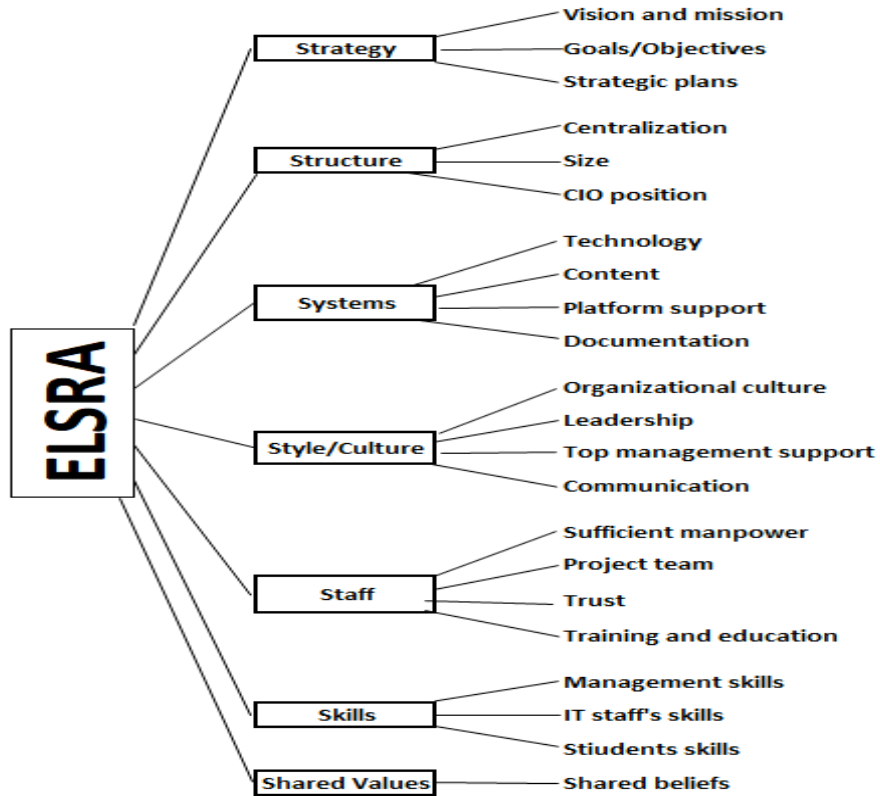 ELSRA
Strategy
Vision and mission
Goals/Objectives
Strategic plans
Structure
Centralization
Size
CIO position
Systems
Technology
Content
Platform support
Documentation
Style/Culture
Organizational culture
Leadership
Top management support
Communication
Staff
Sufficient manpower
Project team
Trust
Training and education
Skills
Management skills
IT staff's skills
Stiudents skills
Shared Values
Shared beliefs